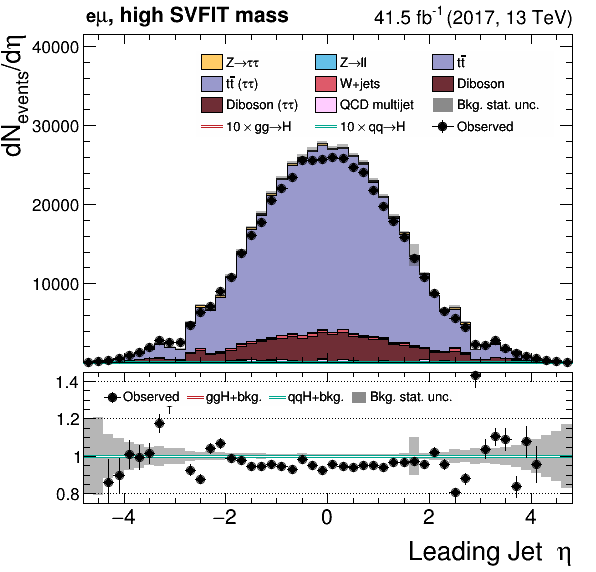 eμ, high SVFIT mass 41.5 fb⁻¹ (2017, 13 TeV)
dN_events/dη
40000
30000
20000
10000
Z→ττ Z→ll tt̄
tt̄ (ττ) W+jets Diboson
Diboson (ττ) QCD multijet Bkg. stat. unc.
10 × gg→H 10 × qq→H Observed
1.4
1.2
1
0.8
Observed ggH+bkg. qqH+bkg. Bkg. stat. unc.
−4 −2 0 2 4
Leading Jet η